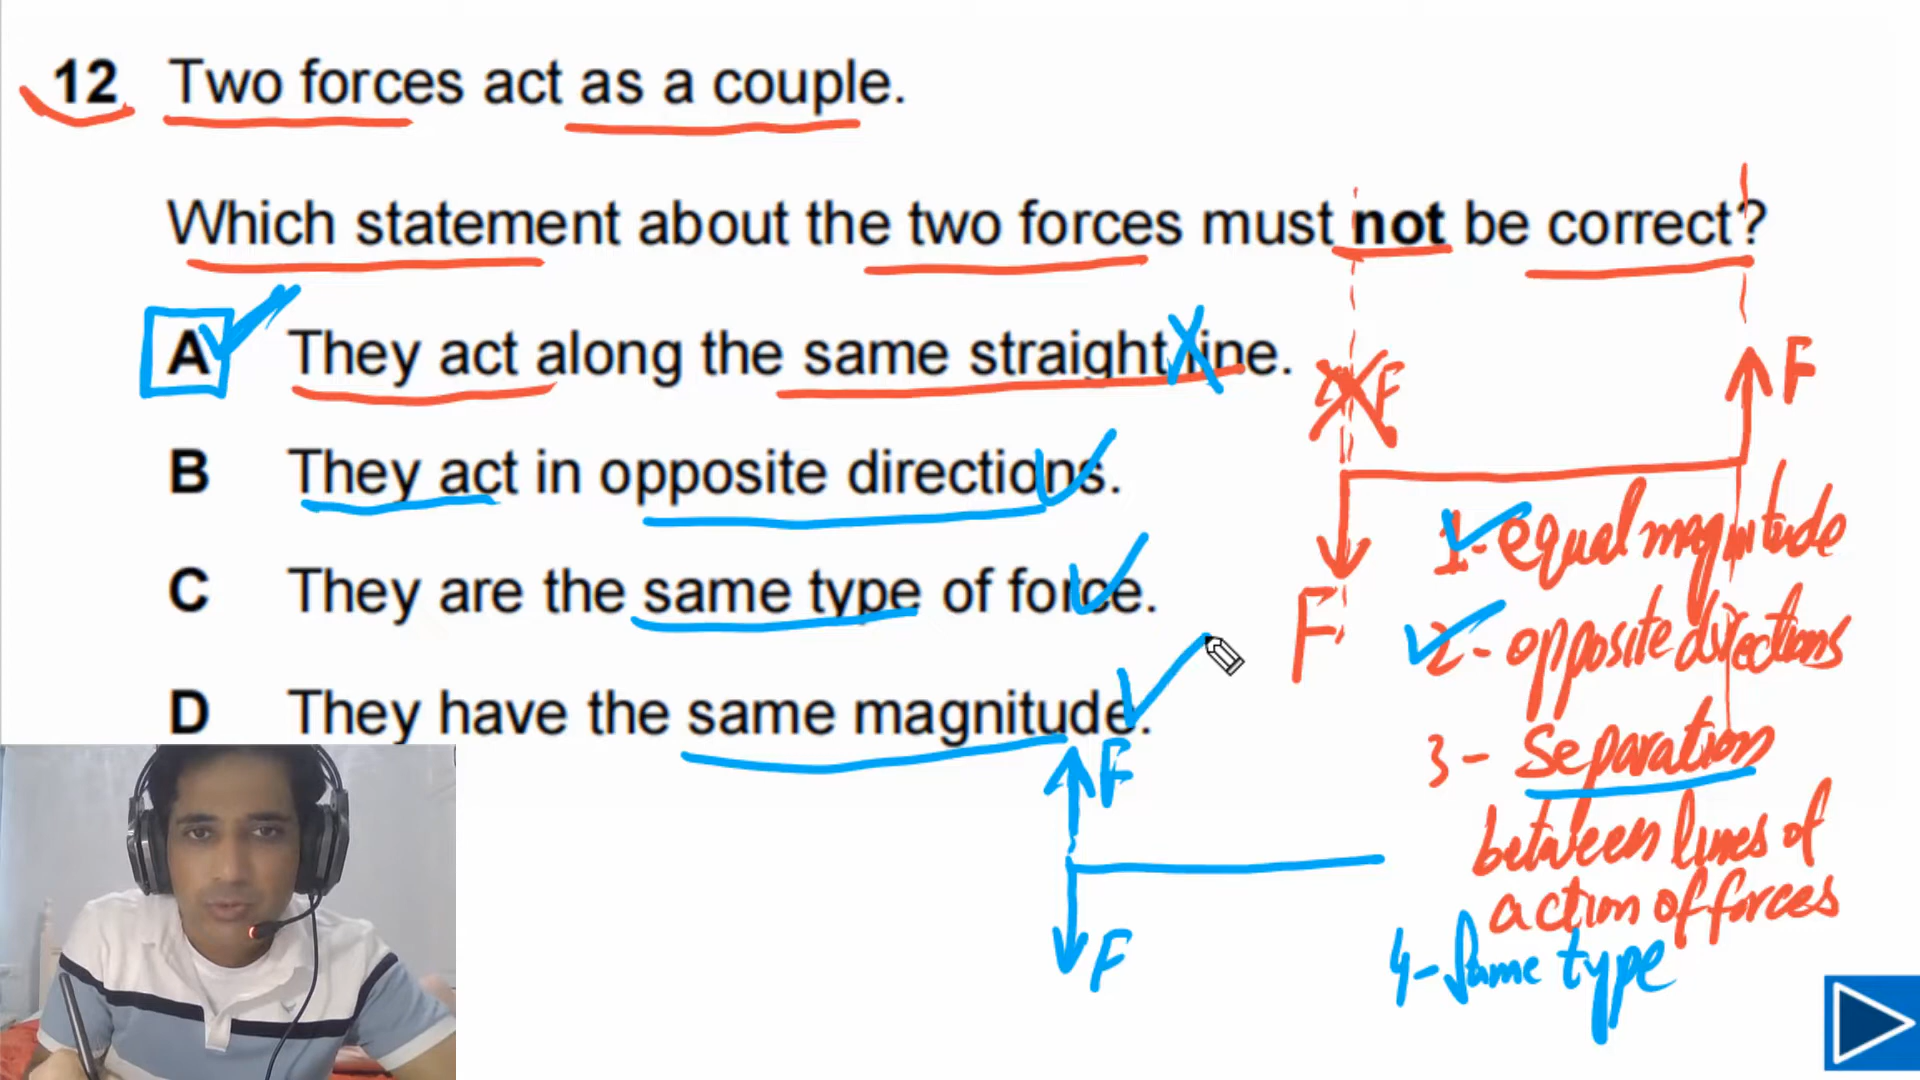 12 Two forces act as a couple.
Which statement about the two forces must not be correct?
A They act along the same straight line.
B They act in opposite directions.
C They are the same type of force.
D They have the same magnitude.
F
F
F
1- equal magnitude
2- opposite directions
3- Separation
between lines of
action of forces
4- Same type
F
F